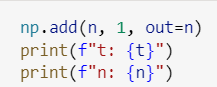 np.add(n, 1, out=n)
print(f"t: {t}")
print(f"n: {n}")